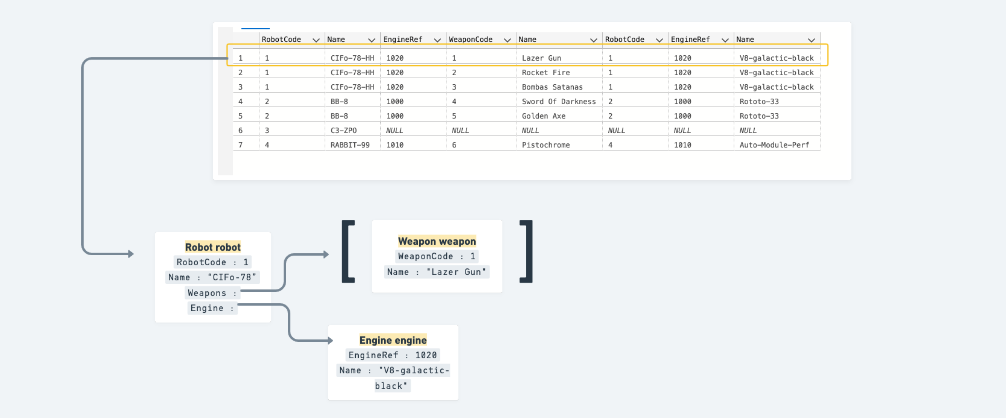 RobotCode Name EngineRef WeaponCode Name RobotCode EngineRef Name
1 1 CIFo-78-HH 1020 1 Lazer Gun 1 1020 V8-galactic-black
2 1 CIFo-78-HH 1020 2 Rocket Fire 1 1020 V8-galactic-black
3 1 CIFo-78-HH 1020 3 Bombas Satanas 1 1020 V8-galactic-black
4 2 BB-8 1000 4 Sword Of Darkness 2 1000 Rototo-33
5 2 BB-8 1000 5 Golden Axe 2 1000 Rototo-33
6 3 C3-ZPO NULL NULL NULL NULL NULL NULL
7 4 RABBIT-99 1010 6 Pistochrome 4 1010 Auto-Module-Perf
Robot robot
RobotCode : 1
Name : "CIFo-78"
Weapons :
Engine :
[
Weapon weapon
WeaponCode : 1
Name : "Lazer Gun"
]
Engine engine
EngineRef : 1020
Name : "V8-galactic-
black"